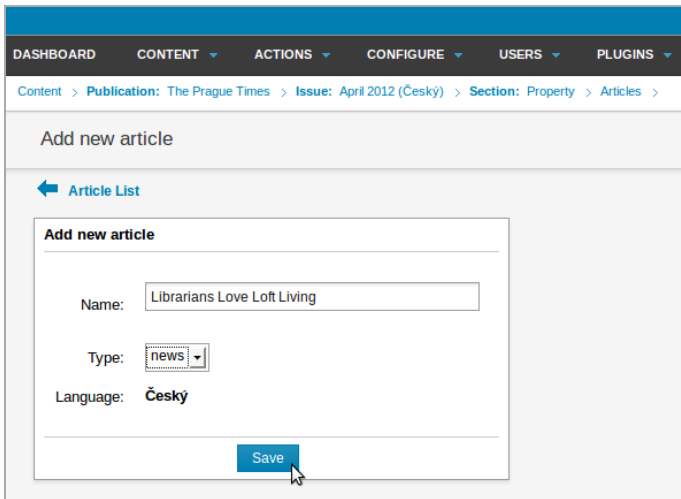 DASHBOARD CONTENT ACTIONS CONFIGURE USERS PLUGINS
Content > Publication: The Prague Times > Issue: April 2012 (Český) > Section: Property > Articles >
Add new article
Article List
Add new article
Name: Librarians Love Loft Living
Type: news
Language: Český
Save